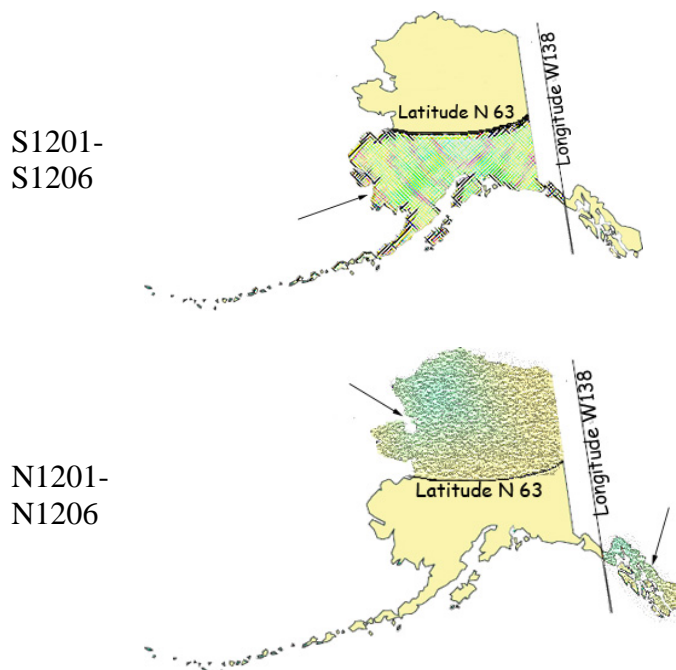 S1201-
S1206
Latitude N 63
Longitude W138
N1201-
N1206
Latitude N 63
Longitude W138